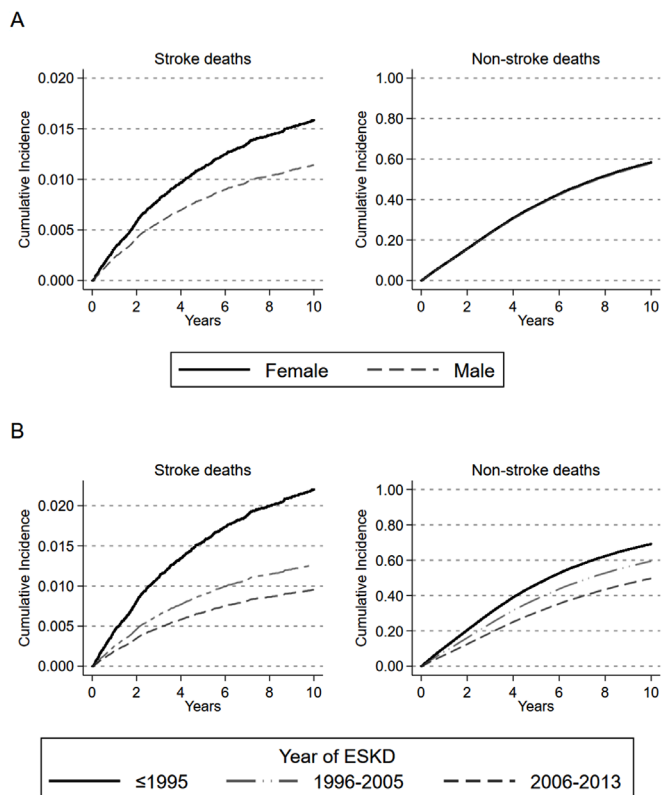 A
Stroke deaths
Non-stroke deaths
Cumulative Incidence
0.020
0.015
0.010
0.005
0.000
0 2 4 6 8 10
Years
Cumulative Incidence
1.00
0.80
0.60
0.40
0.20
0.00
0 2 4 6 8 10
Years
Female Male
B
Stroke deaths
Non-stroke deaths
Cumulative Incidence
0.020
0.015
0.010
0.005
0.000
0 2 4 6 8 10
Years
Cumulative Incidence
1.00
0.80
0.60
0.40
0.20
0.00
0 2 4 6 8 10
Years
Year of ESKD
≤1995 1996-2005 2006-2013